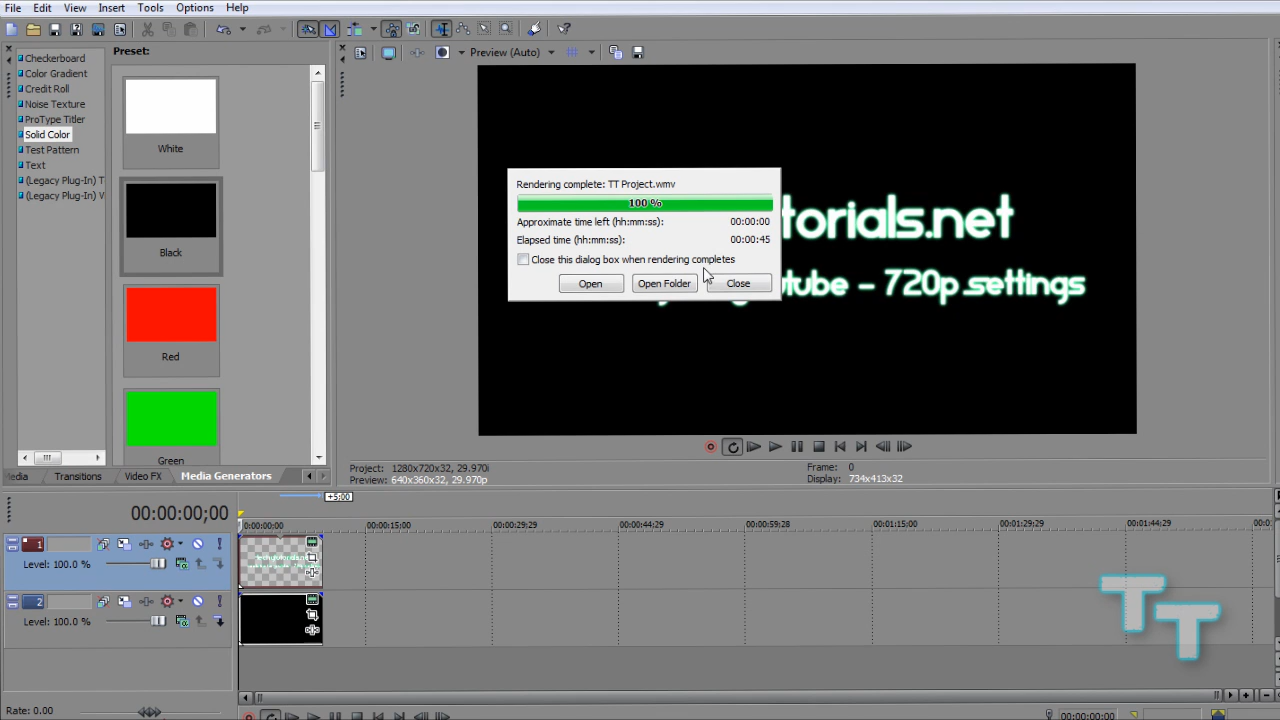 File Edit View Insert Tools Options Help
Checkerboard
Color Gradient
Credit Roll
Noise Texture
ProType Titler
Solid Color
Test Pattern
Text
(Legacy Plug-In) T
(Legacy Plug-In) V
Preset:
White
Black
Red
Green
Preview (Auto)
torials.net
utube - 720p .settings
Rendering complete: TT Project.wmv
100 %
Approximate time left (hh:mm:ss): 00:00:00
Elapsed time (hh:mm:ss): 00:00:45
Close this dialog box when rendering completes
Open Open Folder Close
Media Transitions Video FX Media Generators
Project: 1280x720x32, 29.970i
Preview: 640x360x32, 29.970p
Frame: 0
Display: 734x413x32
+5:00
00:00:00;00
0:00:00;00 00:00:15;00 00:00:29;29 00:00:44;29 00:00:59;28 00:01:15;00 00:01:29;29 00:01:44;29 00:0
1
Level: 100.0 %
2
Level: 100.0 %
TT
Rate: 0.00
00:00:00;00